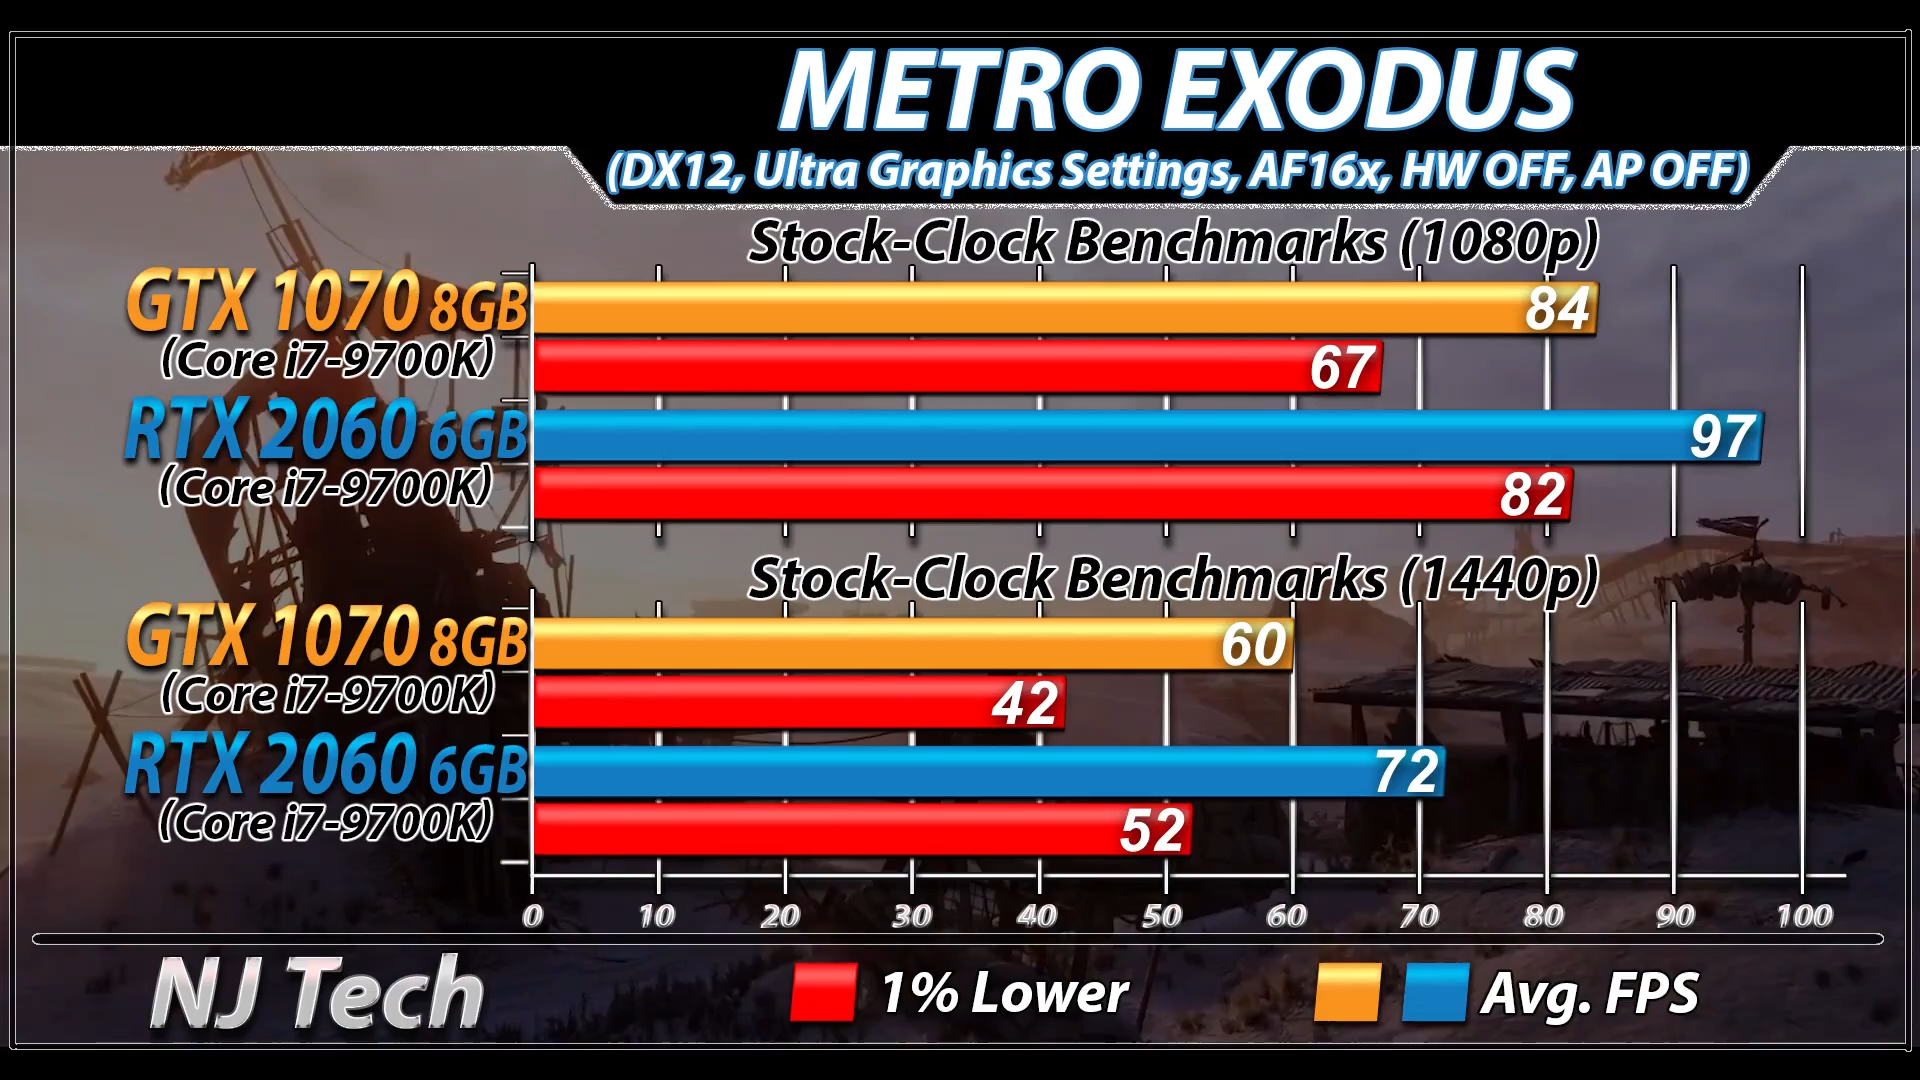 METRO EXODUS
(DX12, Ultra Graphics Settings, AF16x, HW OFF, AP OFF)
Stock-Clock Benchmarks (1080p)
GTX 1070 8GB
84
(Core i7-9700K)
67
RTX 2060 6GB
97
(Core i7-9700K)
82
Stock-Clock Benchmarks (1440p)
GTX 1070 8GB
60
(Core i7-9700K)
42
RTX 2060 6GB
72
(Core i7-9700K)
52
0 10 20 30 40 50 60 70 80 90 100
NJ Tech
1% Lower
Avg. FPS